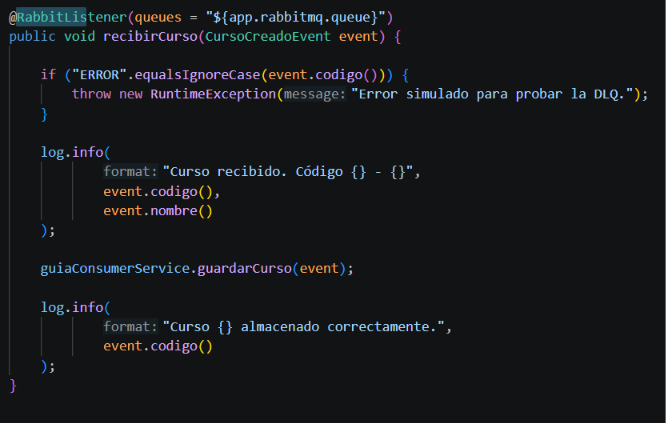 @RabbitListener(queues = "${app.rabbitmq.queue}")
public void recibirCurso(CursoCreadoEvent event) {
if ("ERROR".equalsIgnoreCase(event.codigo())) {
throw new RuntimeException(message: "Error simulado para probar la DLQ.");
}
log.info(
format: "Curso recibido. Código {} - {}",
event.codigo(),
event.nombre()
);
guiaConsumerService.guardarCurso(event);
log.info(
format: "Curso {} almacenado correctamente.",
event.codigo()
);
}